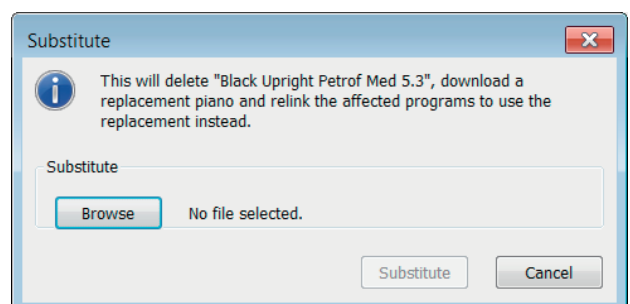 Substitute
This will delete "Black Upright Petrof Med 5.3", download a
replacement piano and relink the affected programs to use the
replacement instead.
Substitute
Browse No file selected.
Substitute Cancel